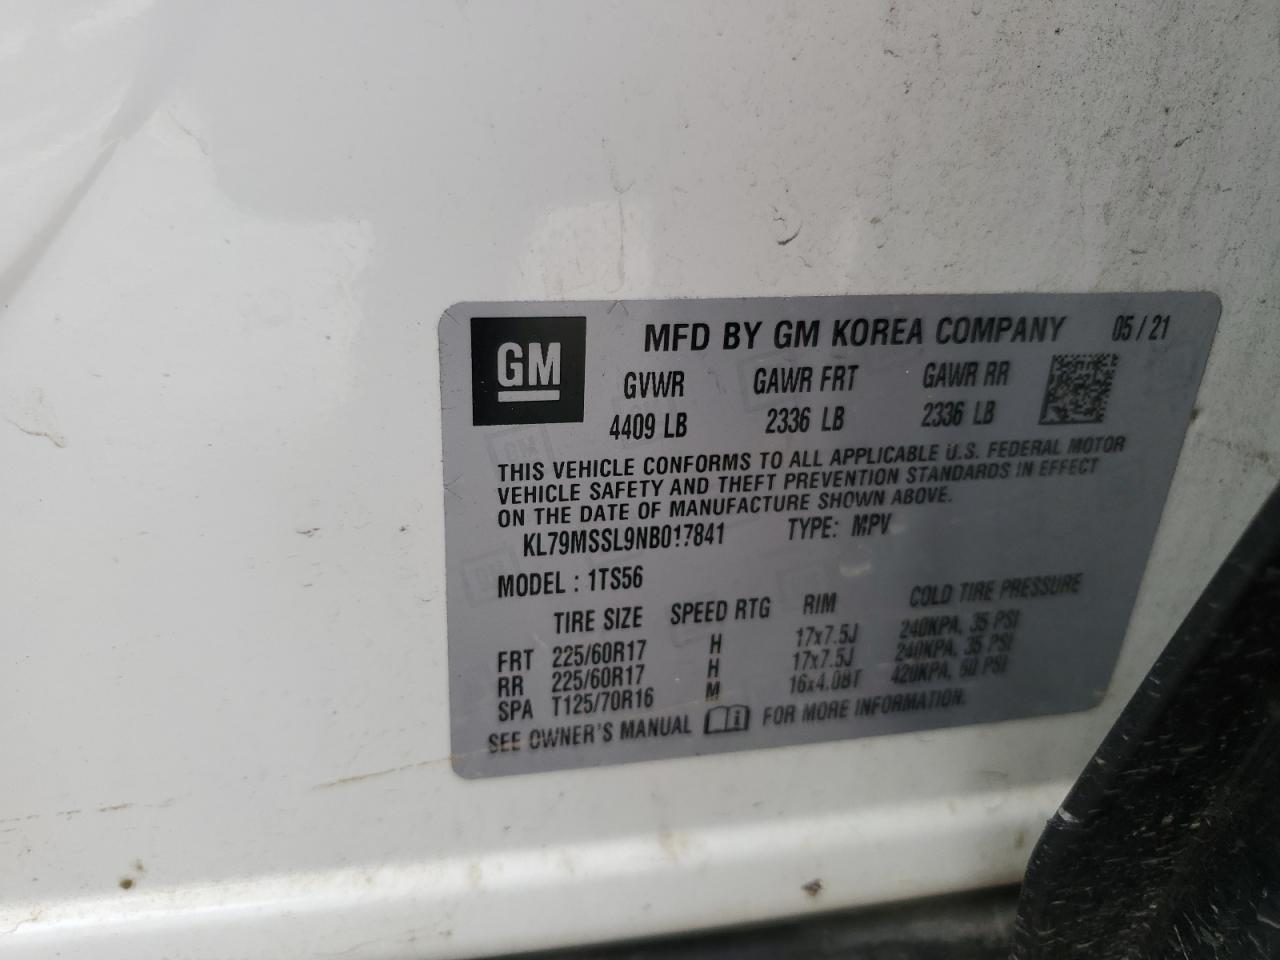 GM MFD BY GM KOREA COMPANY 05/21
GVWR GAWR FRT GAWR RR
4409 LB 2336 LB 2336 LB
THIS VEHICLE CONFORMS TO ALL APPLICABLE U.S. FEDERAL MOTOR
VEHICLE SAFETY AND THEFT PREVENTION STANDARDS IN EFFECT
ON THE DATE OF MANUFACTURE SHOWN ABOVE.
KL79MSSL9NB017841 TYPE: MPV
MODEL : 1TS56
TIRE SIZE SPEED RTG RIM COLD TIRE PRESSURE
FRT 225/60R17 H 17x7.5J 240KPA, 35 PSI
RR 225/60R17 H 17x7.5J 240KPA, 35 PSI
SPA T125/70R16 M 16x4.0BT 420KPA, 60 PSI
SEE OWNER'S MANUAL FOR MORE INFORMATION.